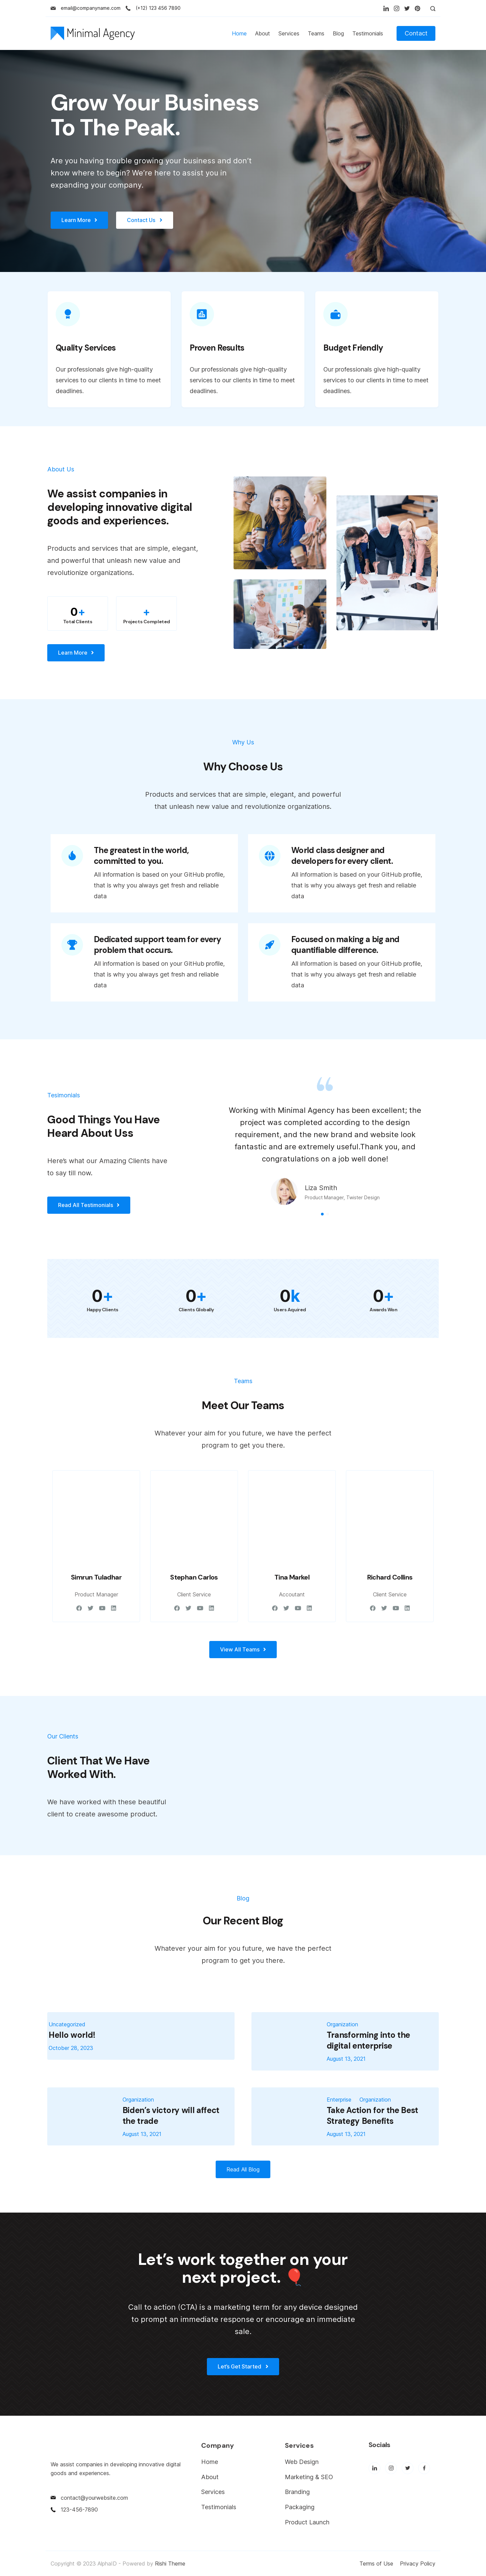 email@companyname.com
(+12) 123 456 7890
Minimal Agency
Home
About
Services
Teams
Blog
Testimonials
Contact
Grow Your Business
To The Peak.
Are you having trouble growing your business and don't
know where to begin? We're here to assist you in
expanding your company.
Learn More
Contact Us
Quality Services
Our professionals give high-quality
services to our clients in time to meet
deadlines.
Proven Results
Our professionals give high-quality
services to our clients in time to meet
deadlines.
Budget Friendly
Our professionals give high-quality
services to our clients in time to meet
deadlines.
About Us
We assist companies in
developing innovative digital
goods and experiences.
Products and services that are simple, elegant,
and powerful that unleash new value and
revolutionize organizations.
0+
Total Clients
+
Projects Completed
Learn More
Why Us
Why Choose Us
Products and services that are simple, elegant, and powerful
that unleash new value and revolutionize organizations.
The greatest in the world,
committed to you.
All information is based on your GitHub profile,
that is why you always get fresh and reliable
data
World class designer and
developers for every client.
All information is based on your GitHub profile,
that is why you always get fresh and reliable
data
Dedicated support team for every
problem that occurs.
All information is based on your GitHub profile,
that is why you always get fresh and reliable
data
Focused on making a big and
quantifiable difference.
All information is based on your GitHub profile,
that is why you always get fresh and reliable
data
Tesimonials
Good Things You Have
Heard About Uss
Here's what our Amazing Clients have
to say till now.
Read All Testimonials
Working with Minimal Agency has been excellent; the
project was completed according to the design
requirement, and the new brand and website look
fantastic and are extremely useful.Thank you, and
congratulations on a job well done!
Liza Smith
Product Manager, Twister Design
0+
Happy Clients
0+
Clients Globally
0k
Users Aquired
0+
Awards Won
Teams
Meet Our Teams
Whatever your aim for you future, we have the perfect
program to get you there.
Simrun Tuladhar
Product Manager
Stephan Carlos
Client Service
Tina Markel
Accoutant
Richard Collins
Client Service
View All Teams
Our Clients
Client That We Have
Worked With.
We have worked with these beautiful
client to create awesome product.
Blog
Our Recent Blog
Whatever your aim for you future, we have the perfect
program to get you there.
Uncategorized
Hello world!
October 26, 2023
Organization
Transforming into the
digital enterprise
August 13, 2021
Organization
Biden's victory will affect
the trade
August 13, 2021
Enterprise
Organization
Take Action for the Best
Strategy Benefits
August 13, 2021
Read All Blog
Let's work together on your
next project.
Call to action (CTA) is a marketing term for any device designed
to prompt an immediate response or encourage an immediate
sale.
Let's Get Started
We assist companies in developing innovative digital
goods and experiences.
contact@yourwebsite.com
123-456-7890
Company
Home
About
Services
Testimonials
Services
Web Design
Marketing & SEO
Branding
Packaging
Product Launch
Socials
Copyright © 2023 AlphaID - Powered by Rishi Theme
Terms of Use
Privacy Policy